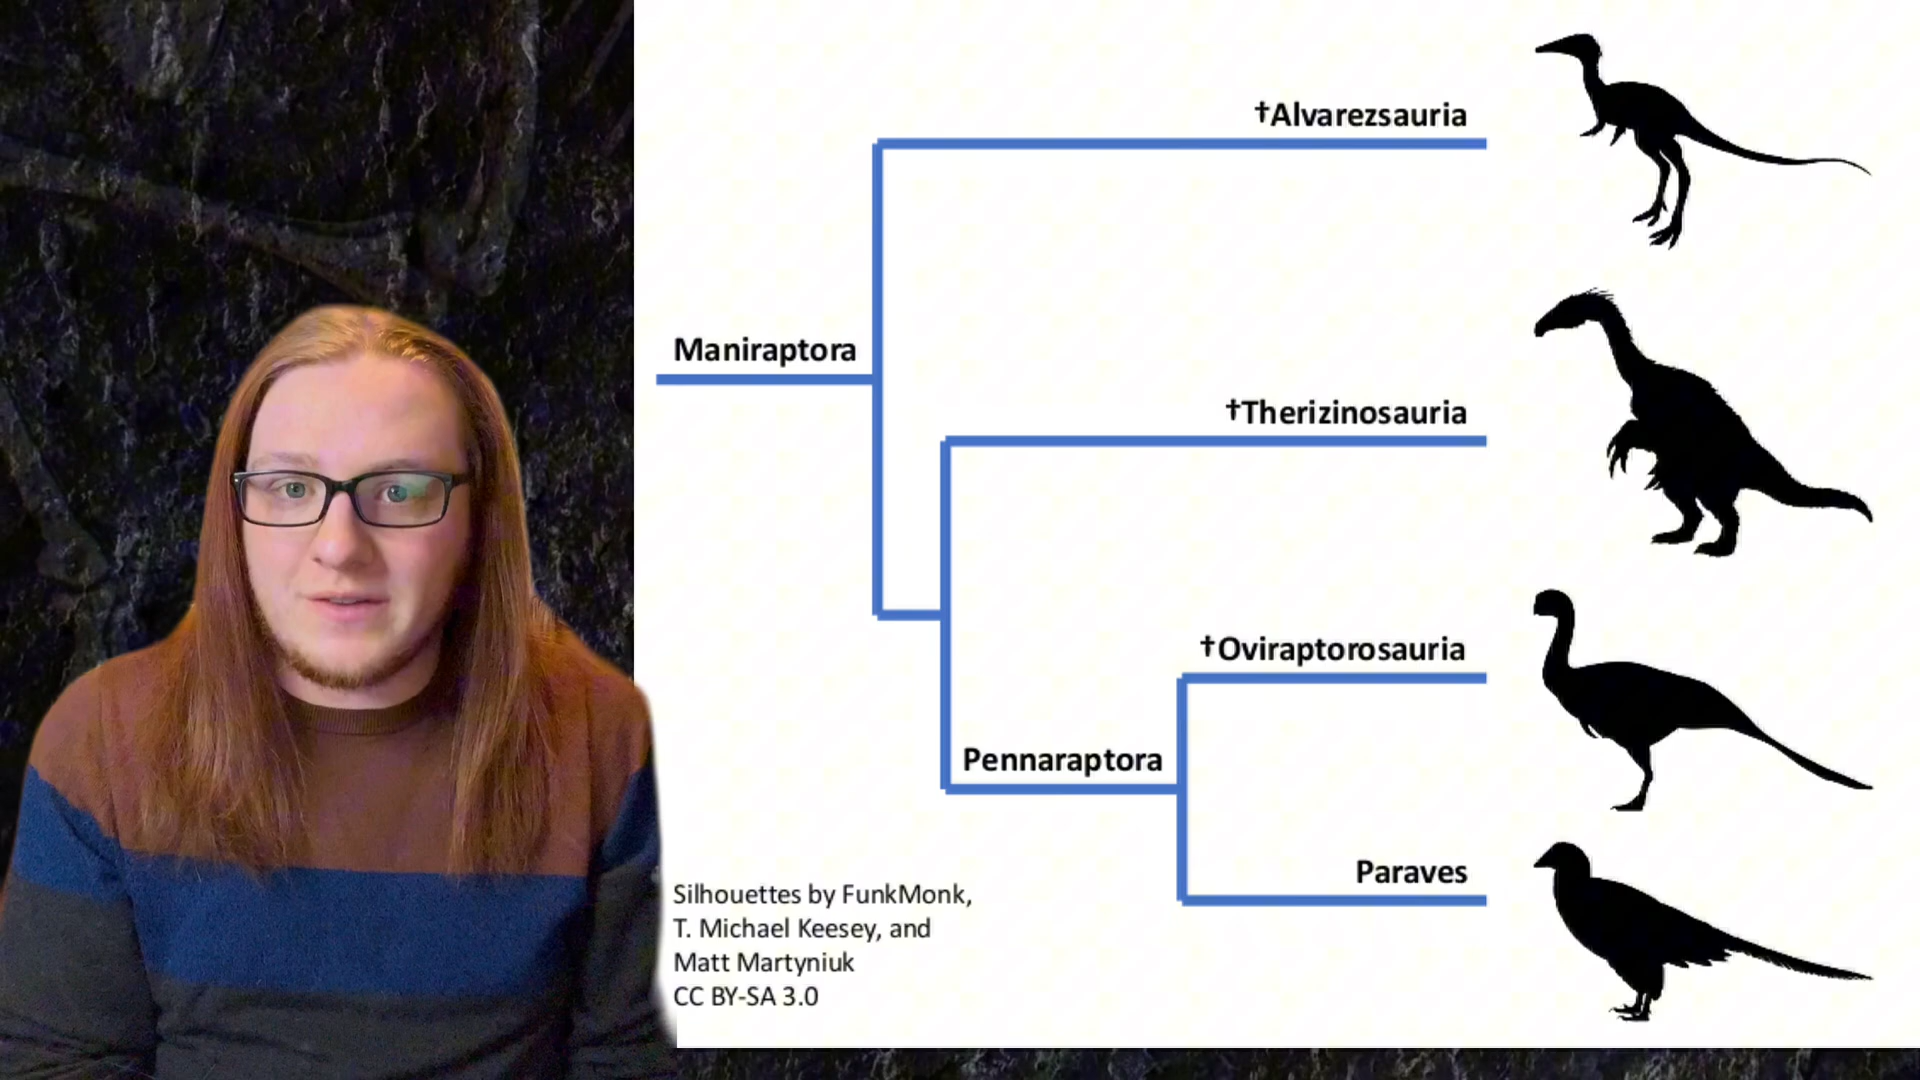 †Alvarezsauria
Maniraptora
†Therizinosauria
†Oviraptorosauria
Pennaraptora
Paraves
Silhouettes by FunkMonk,
T. Michael Keesey, and
Matt Martyniuk
CC BY-SA 3.0